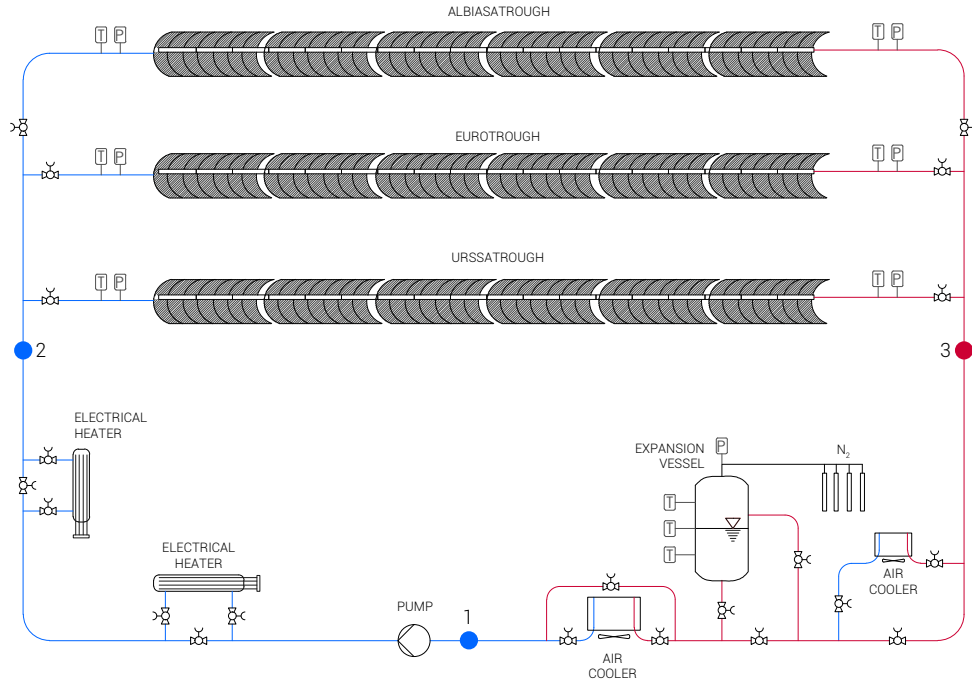 ALBIASATROUGH
T P
T P
EUROTROUGH
T P
T P
URSSATROUGH
T P
T P
2
3
ELECTRICAL
HEATER
EXPANSION
VESSEL
P
N2
T
T
T
ELECTRICAL
HEATER
AIR
COOLER
PUMP
1
AIR
COOLER